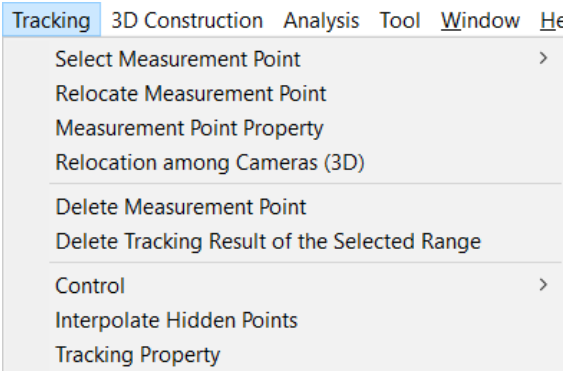 Tracking 3D Construction Analysis Tool Window
Select Measurement Point
Relocate Measurement Point
Measurement Point Property
Relocation among Cameras (3D)
Delete Measurement Point
Delete Tracking Result of the Selected Range
Control
Interpolate Hidden Points
Tracking Property